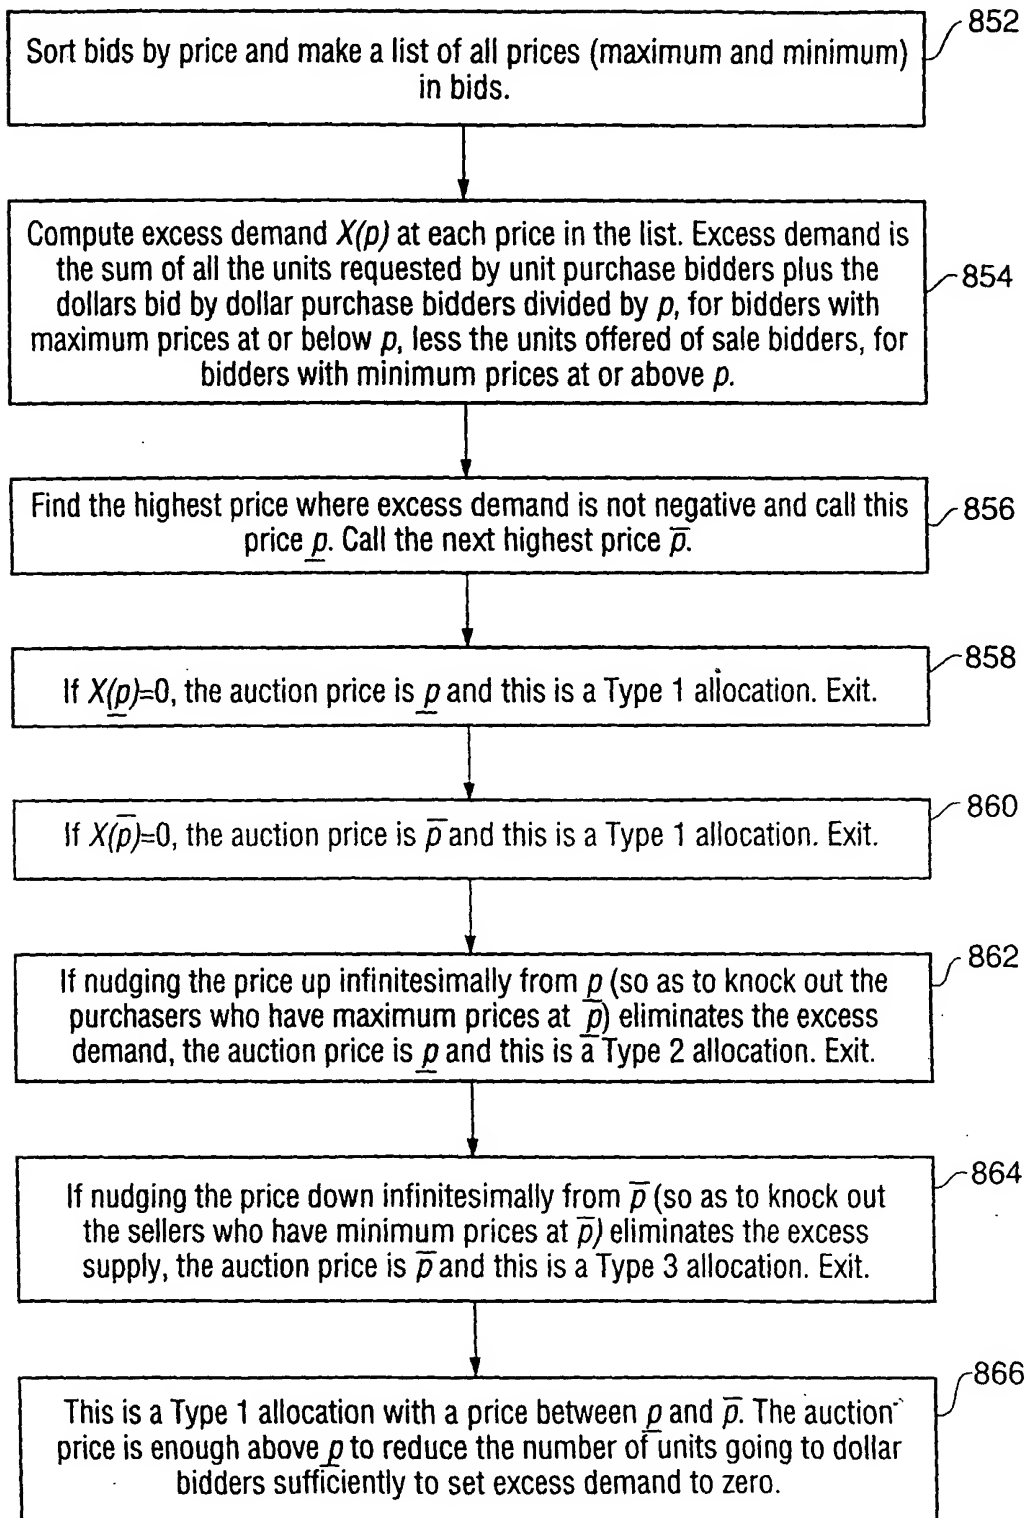 852
Sort bids by price and make a list of all prices (maximum and minimum)
in bids.
854
Compute excess demand X(p) at each price in the list. Excess demand is
the sum of all the units requested by unit purchase bidders plus the
dollars bid by dollar purchase bidders divided by p, for bidders with
maximum prices at or below p, less the units offered of sale bidders, for
bidders with minimum prices at or above p.
856
Find the highest price where excess demand is not negative and call this
price p̲. Call the next highest price p̅.
858
If X(p̲)=0, the auction price is p̲ and this is a Type 1 allocation. Exit.
860
If X(p̅)=0, the auction price is p̅ and this is a Type 1 allocation. Exit.
862
If nudging the price up infinitesimally from p̲ (so as to knock out the
purchasers who have maximum prices at p̲) eliminates the excess
demand, the auction price is p̲ and this is a Type 2 allocation. Exit.
864
If nudging the price down infinitesimally from p̅ (so as to knock out
the sellers who have minimum prices at p̅) eliminates the excess
supply, the auction price is p̅ and this is a Type 3 allocation. Exit.
866
This is a Type 1 allocation with a price between p̲ and p̅. The auction
price is enough above p̲ to reduce the number of units going to dollar
bidders sufficiently to set excess demand to zero.